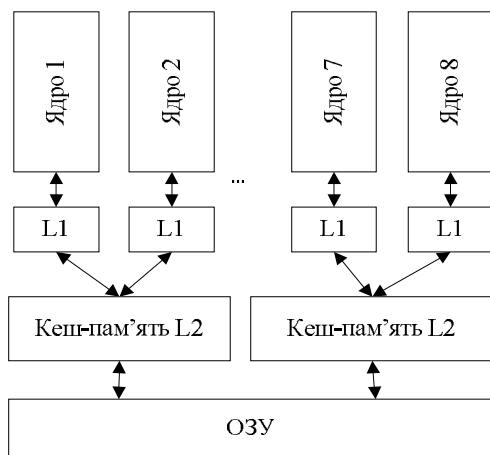 Ядро 1
Ядро 2
Ядро 7
Ядро 8
...
L1
L1
L1
L1
Кеш-пам’ять L2
Кеш-пам’ять L2
ОЗУ